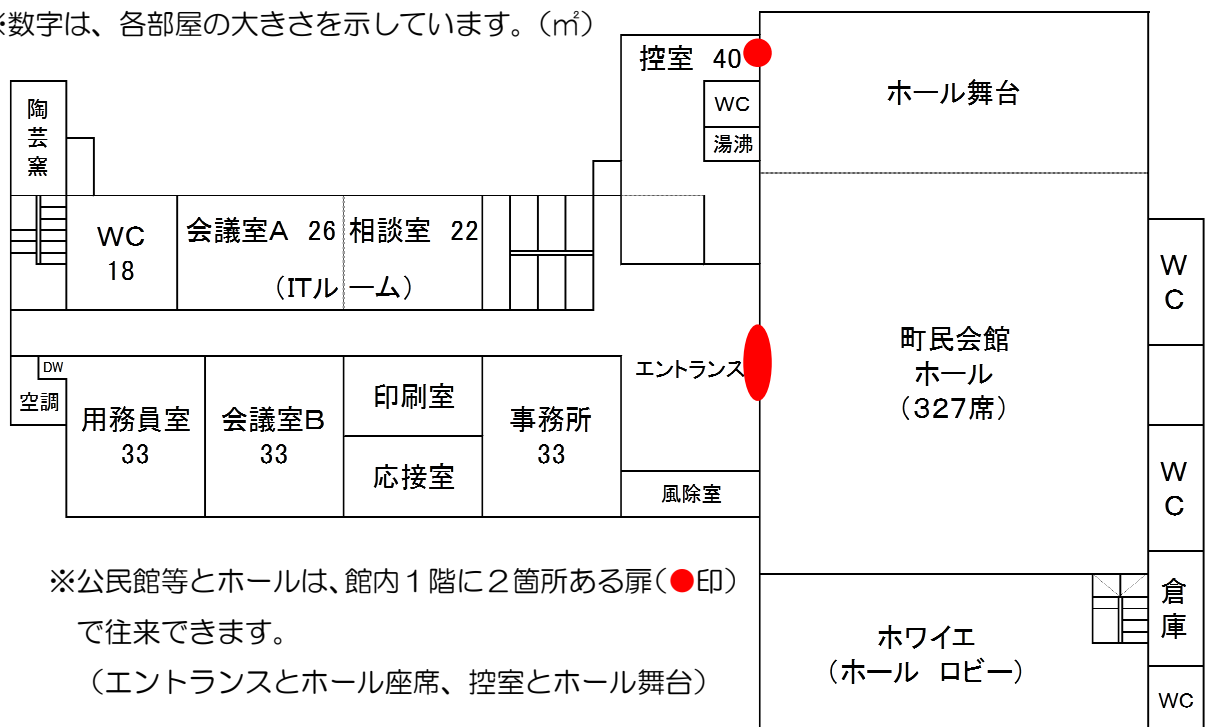 ※数字は、各部屋の大きさを示しています。（㎡）
控室 40
ホール舞台
WC
湯沸
陶芸窯
WC
18
会議室A 26
相談室 22
（ITルーム）
WC
町民会館
ホール
（327席）
エントランス
DW
空調
用務員室
33
会議室B
33
印刷室
応接室
事務所
33
風除室
WC
倉庫
WC
ホワイエ
（ホール ロビー）
※公民館等とホールは、館内１階に２箇所ある扉（●印）
で往来できます。
（エントランスとホール座席、控室とホール舞台）